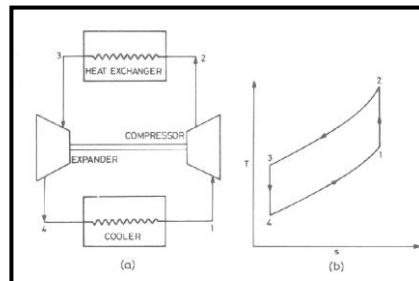 3
2
HEAT EXCHANGER
COMPRESSOR
EXPANDER
4
1
COOLER
(a)
2
3
T
1
4
s
(b)